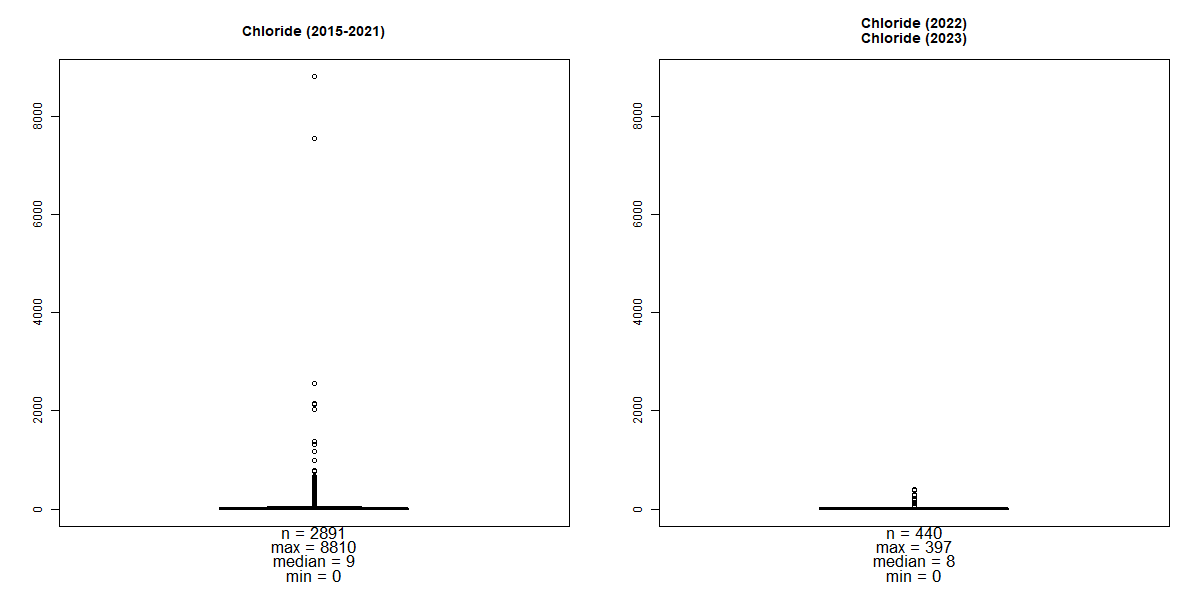 Chloride (2015-2021)
8000
6000
4000
2000
0
n = 2891
max = 8810
median = 9
min = 0
Chloride (2022)
Chloride (2023)
8000
6000
4000
2000
0
n = 440
max = 397
median = 8
min = 0